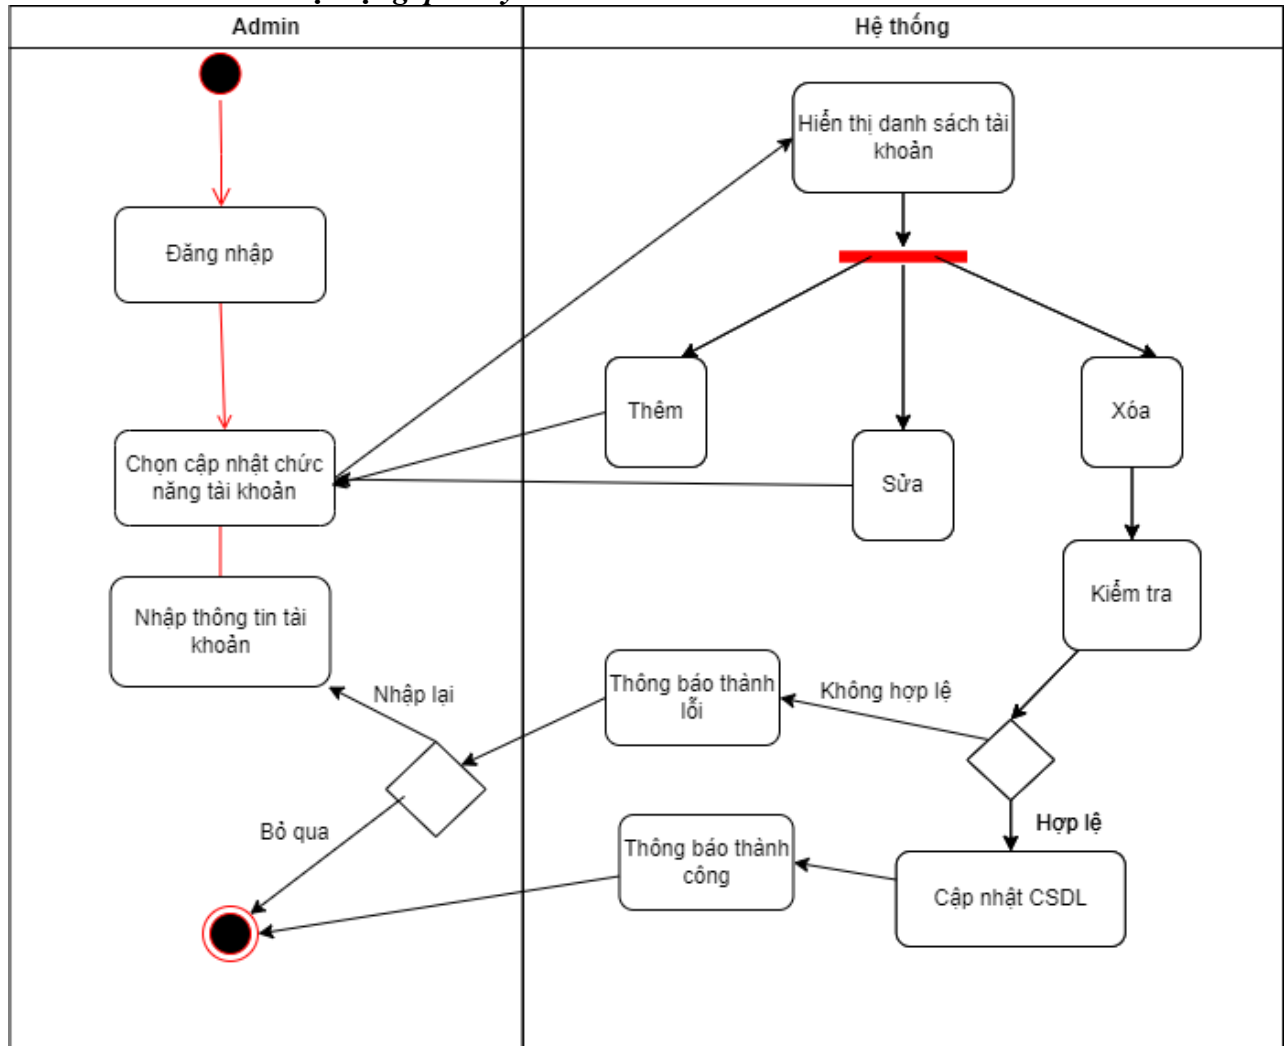 Admin
Hệ thống
Hiển thị danh sách tài
khoản
Đăng nhập
Thêm
Xóa
Chọn cập nhật chức
năng tài khoản
Sửa
Kiểm tra
Nhập thông tin tài
khoản
Nhập lại
Thông báo thành
lỗi
Không hợp lệ
Bỏ qua
Hợp lệ
Thông báo thành
công
Cập nhật CSDL